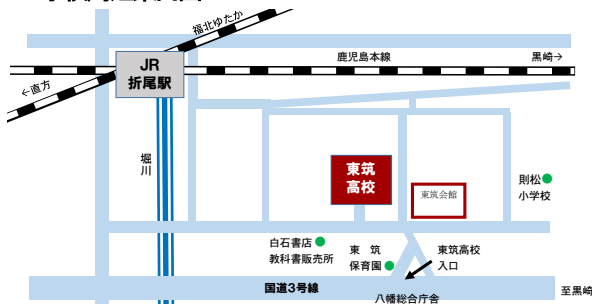 福北ゆたか
JR
折尾駅
鹿児島本線
黒崎→
←直方
堀川
東筑
高校
東筑会館
則松
小学校
白石書店
教科書販売所
東 筑
保育園
東筑高校
入口
国道3号線
八幡総合庁舎
至黒崎